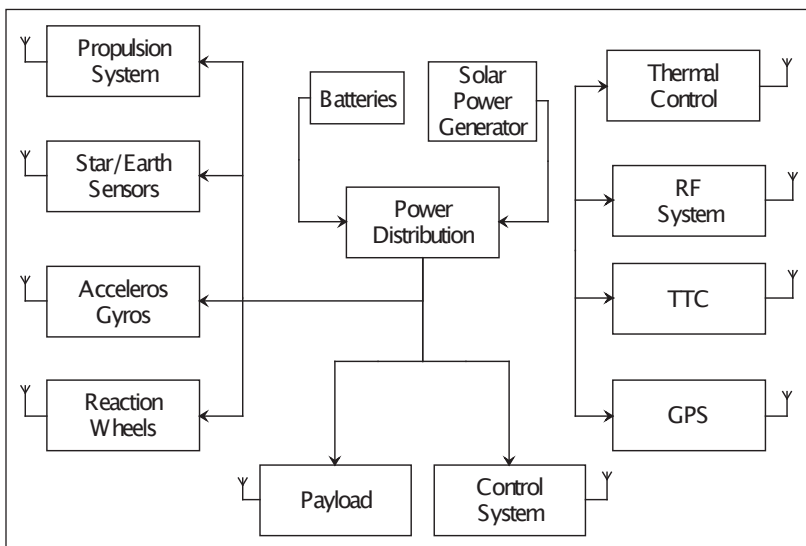 Propulsion
System
Star/Earth
Sensors
Acceleros
Gyros
Reaction
Wheels
Batteries
Solar
Power
Generator
Power
Distribution
Payload
Control
System
Thermal
Control
RF
System
TTC
GPS